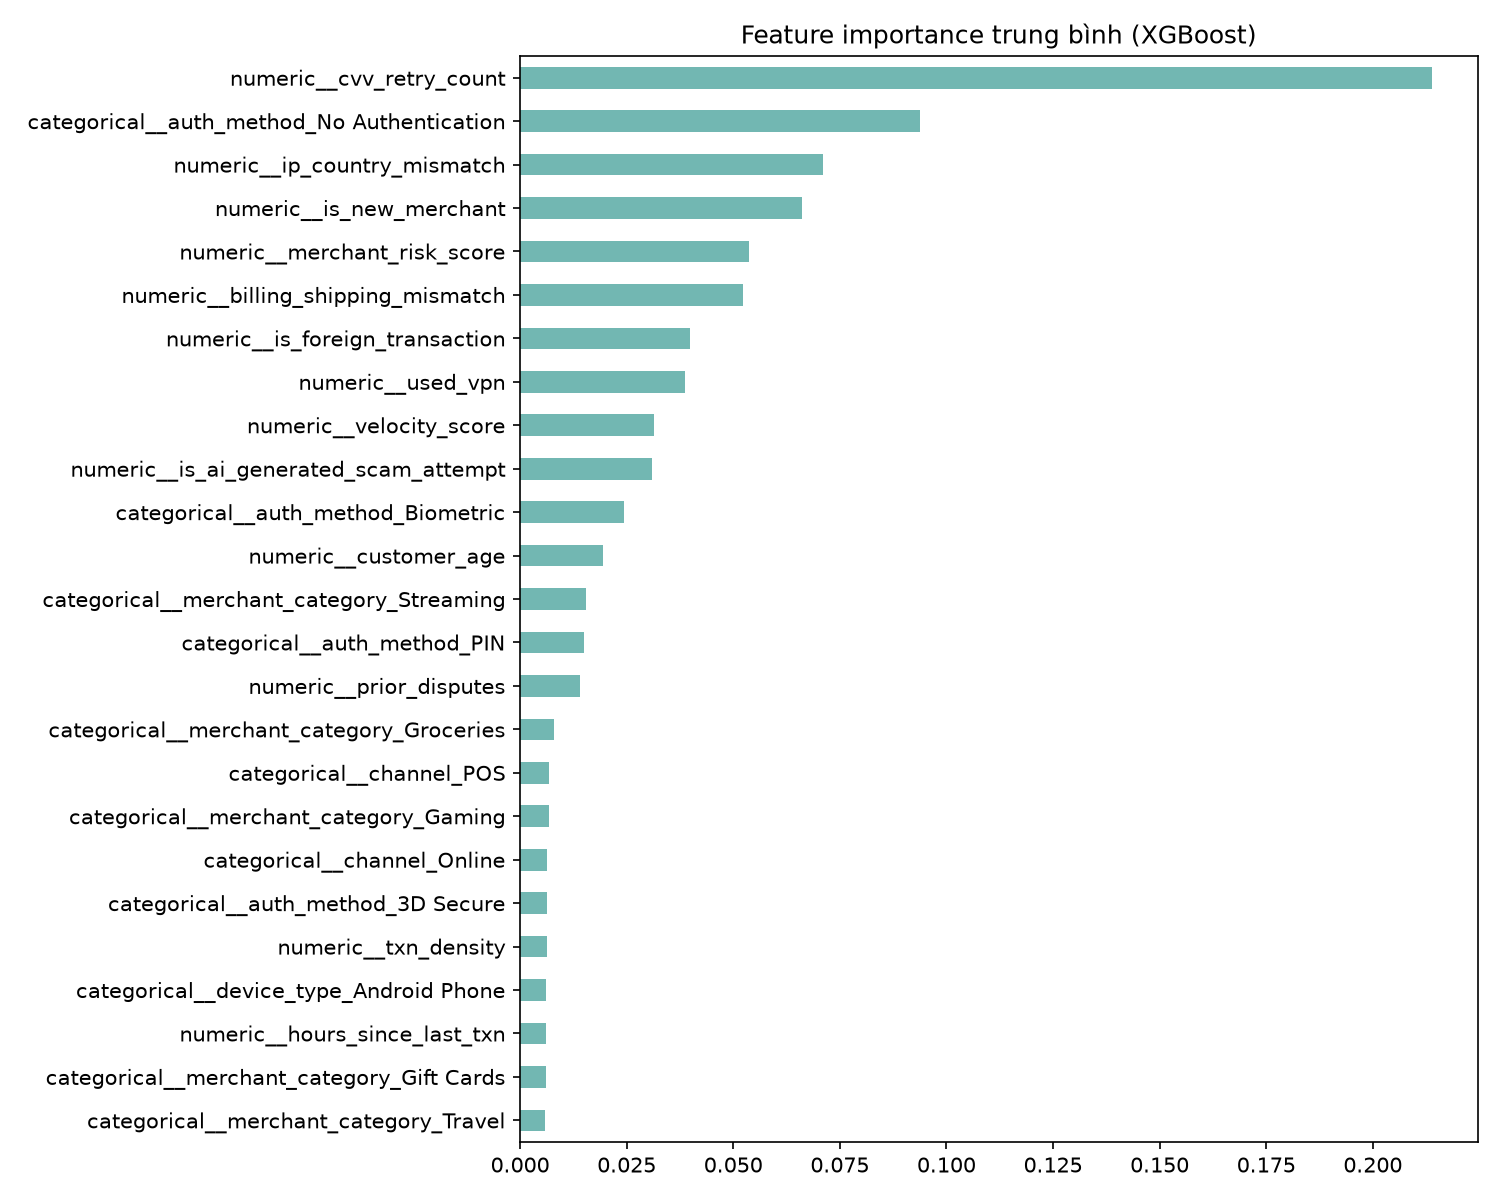 Feature importance trung bình (XGBoost)
numeric__cvv_retry_count
categorical__auth_method_No Authentication
numeric__ip_country_mismatch
numeric__is_new_merchant
numeric__merchant_risk_score
numeric__billing_shipping_mismatch
numeric__is_foreign_transaction
numeric__used_vpn
numeric__velocity_score
numeric__is_ai_generated_scam_attempt
categorical__auth_method_Biometric
numeric__customer_age
categorical__merchant_category_Streaming
categorical__auth_method_PIN
numeric__prior_disputes
categorical__merchant_category_Groceries
categorical__channel_POS
categorical__merchant_category_Gaming
categorical__channel_Online
categorical__auth_method_3D Secure
numeric__txn_density
categorical__device_type_Android Phone
numeric__hours_since_last_txn
categorical__merchant_category_Gift Cards
categorical__merchant_category_Travel
0.000 0.025 0.050 0.075 0.100 0.125 0.150 0.175 0.200